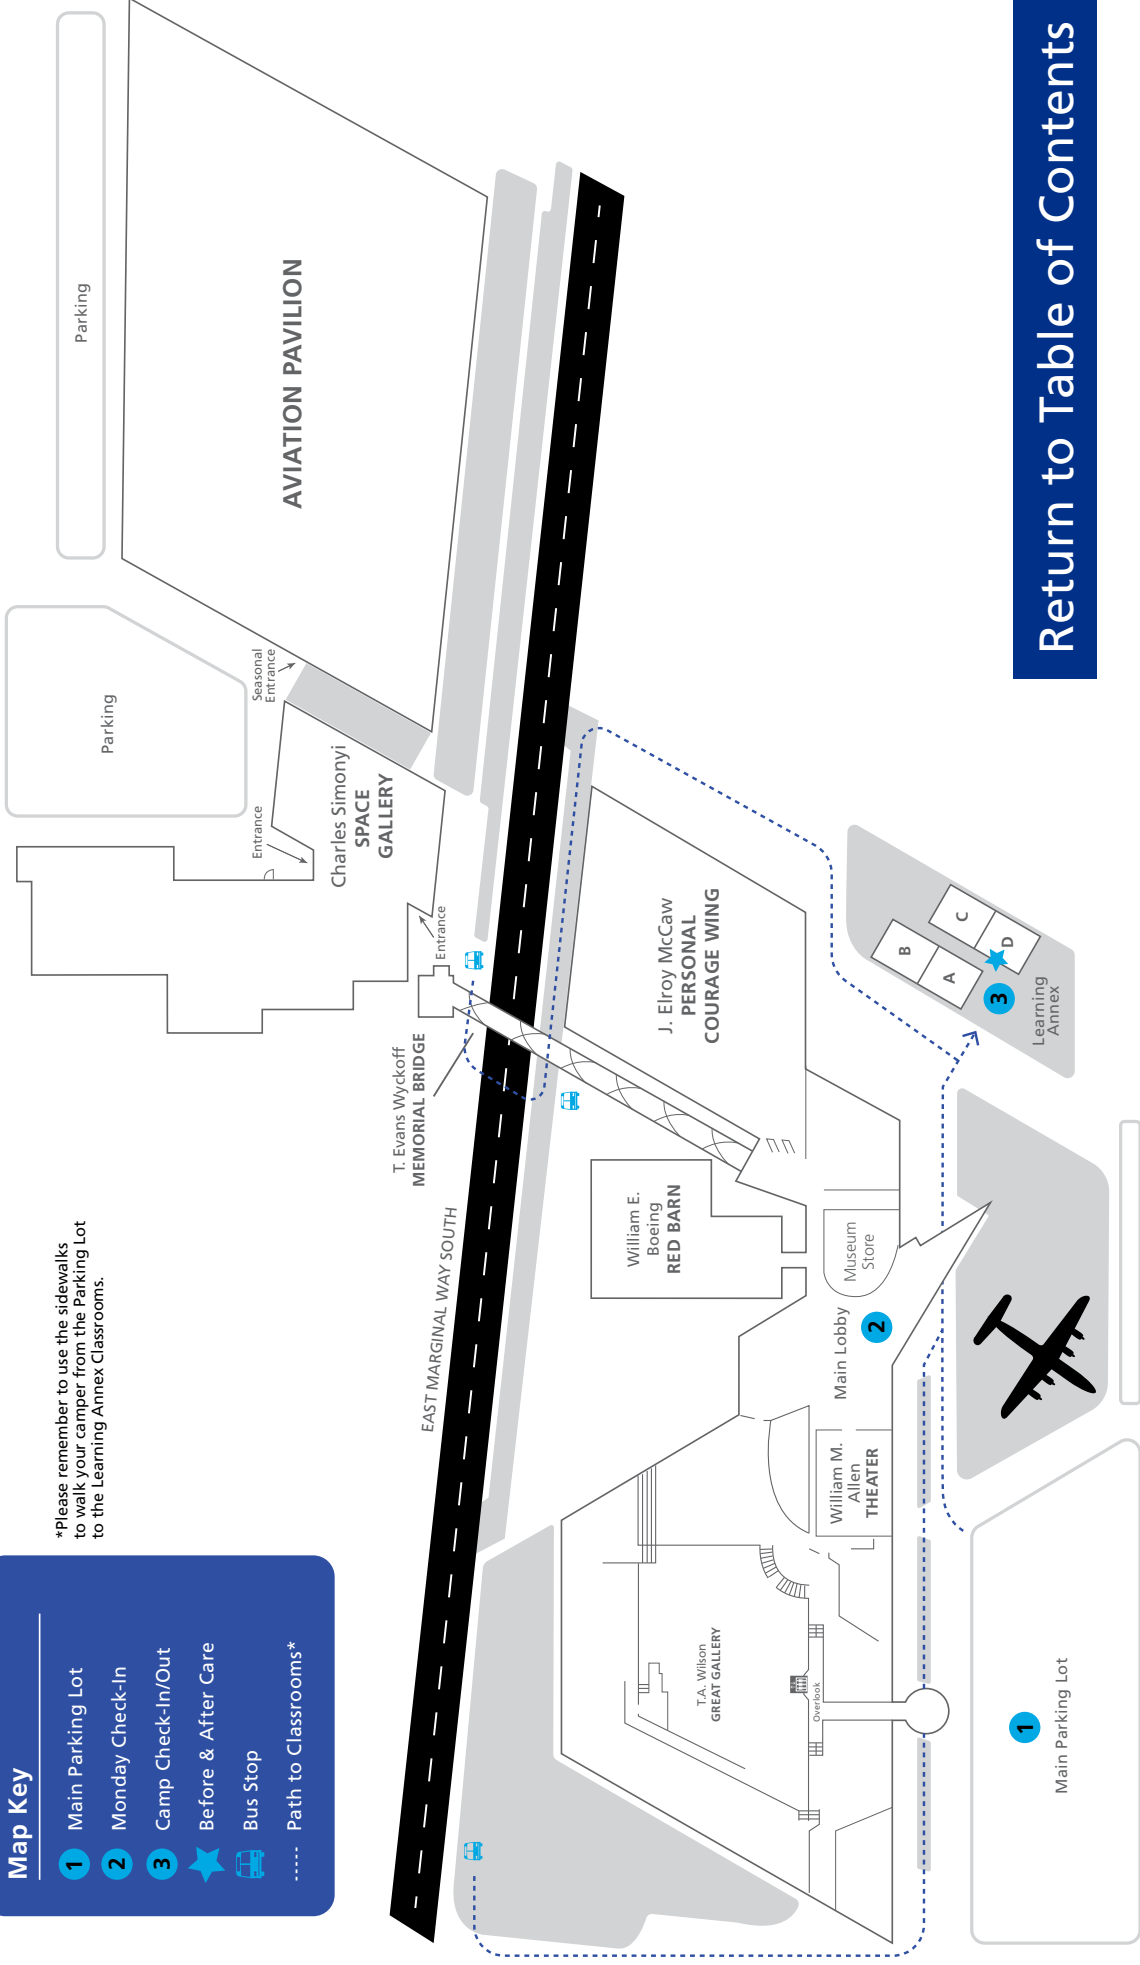 Map Key
1 Main Parking Lot
2 Monday Check-In
3 Camp Check-In/Out
Before & After Care
Bus Stop
Path to Classrooms*
*Please remember to use the sidewalks
to walk your camper from the Parking Lot
to the Learning Annex Classrooms.
Parking
Parking
AVIATION PAVILION
Seasonal
Entrance
Entrance
Charles Simonyi
SPACE
GALLERY
Entrance
T. Evans Wyckoff
MEMORIAL BRIDGE
EAST MARGINAL WAY SOUTH
J. Elroy McCaw
PERSONAL
COURAGE WING
William E.
Boeing
RED BARN
Museum
Store
Main Lobby
2
William M.
Allen
THEATER
T.A. Wilson
GREAT GALLERY
Overlook
B
C
A
D
3
Learning
Annex
1
Main Parking Lot
Return to Table of Contents